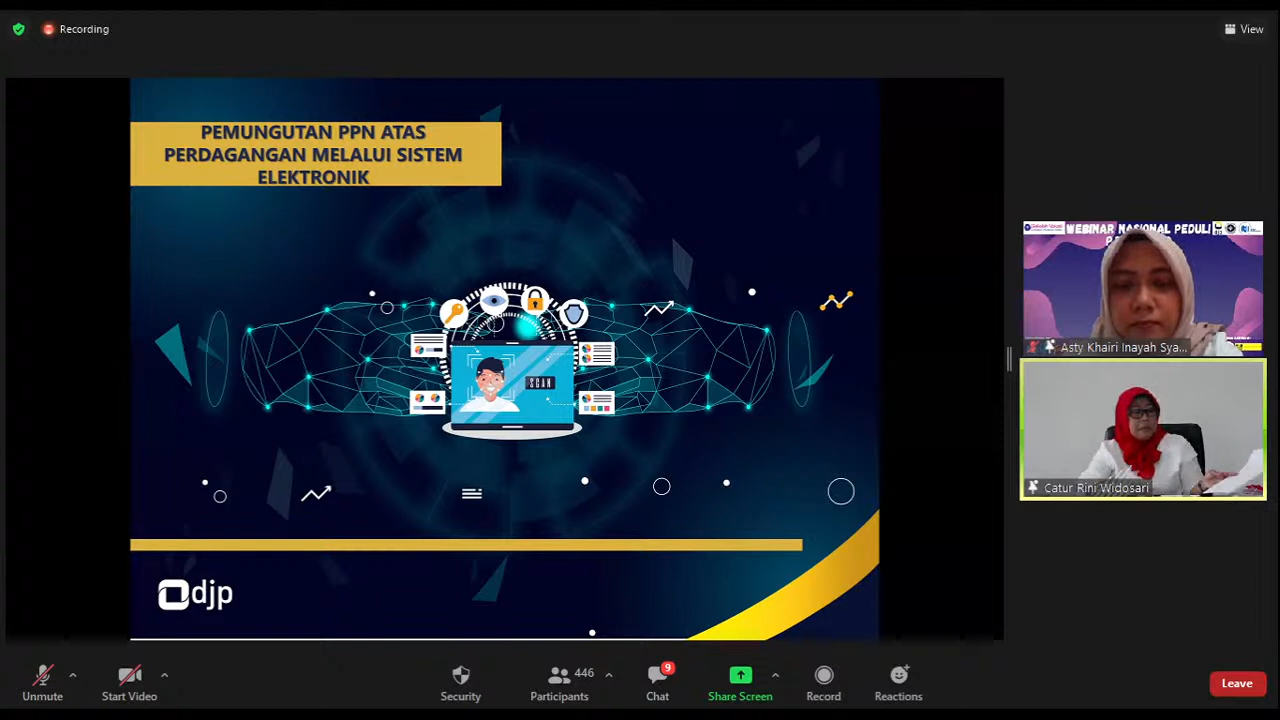 Recording
View
PEMUNGUTAN PPN ATAS
PERDAGANGAN MELALUI SISTEM
ELEKTRONIK
SCAN
djp
WEBINAR NASIONAL PEDULI
Asty Khairi Inayah Sya...
Catur Rini Widosari
Unmute
Start Video
Security
446
Participants
9
Chat
Share Screen
Record
Reactions
Leave